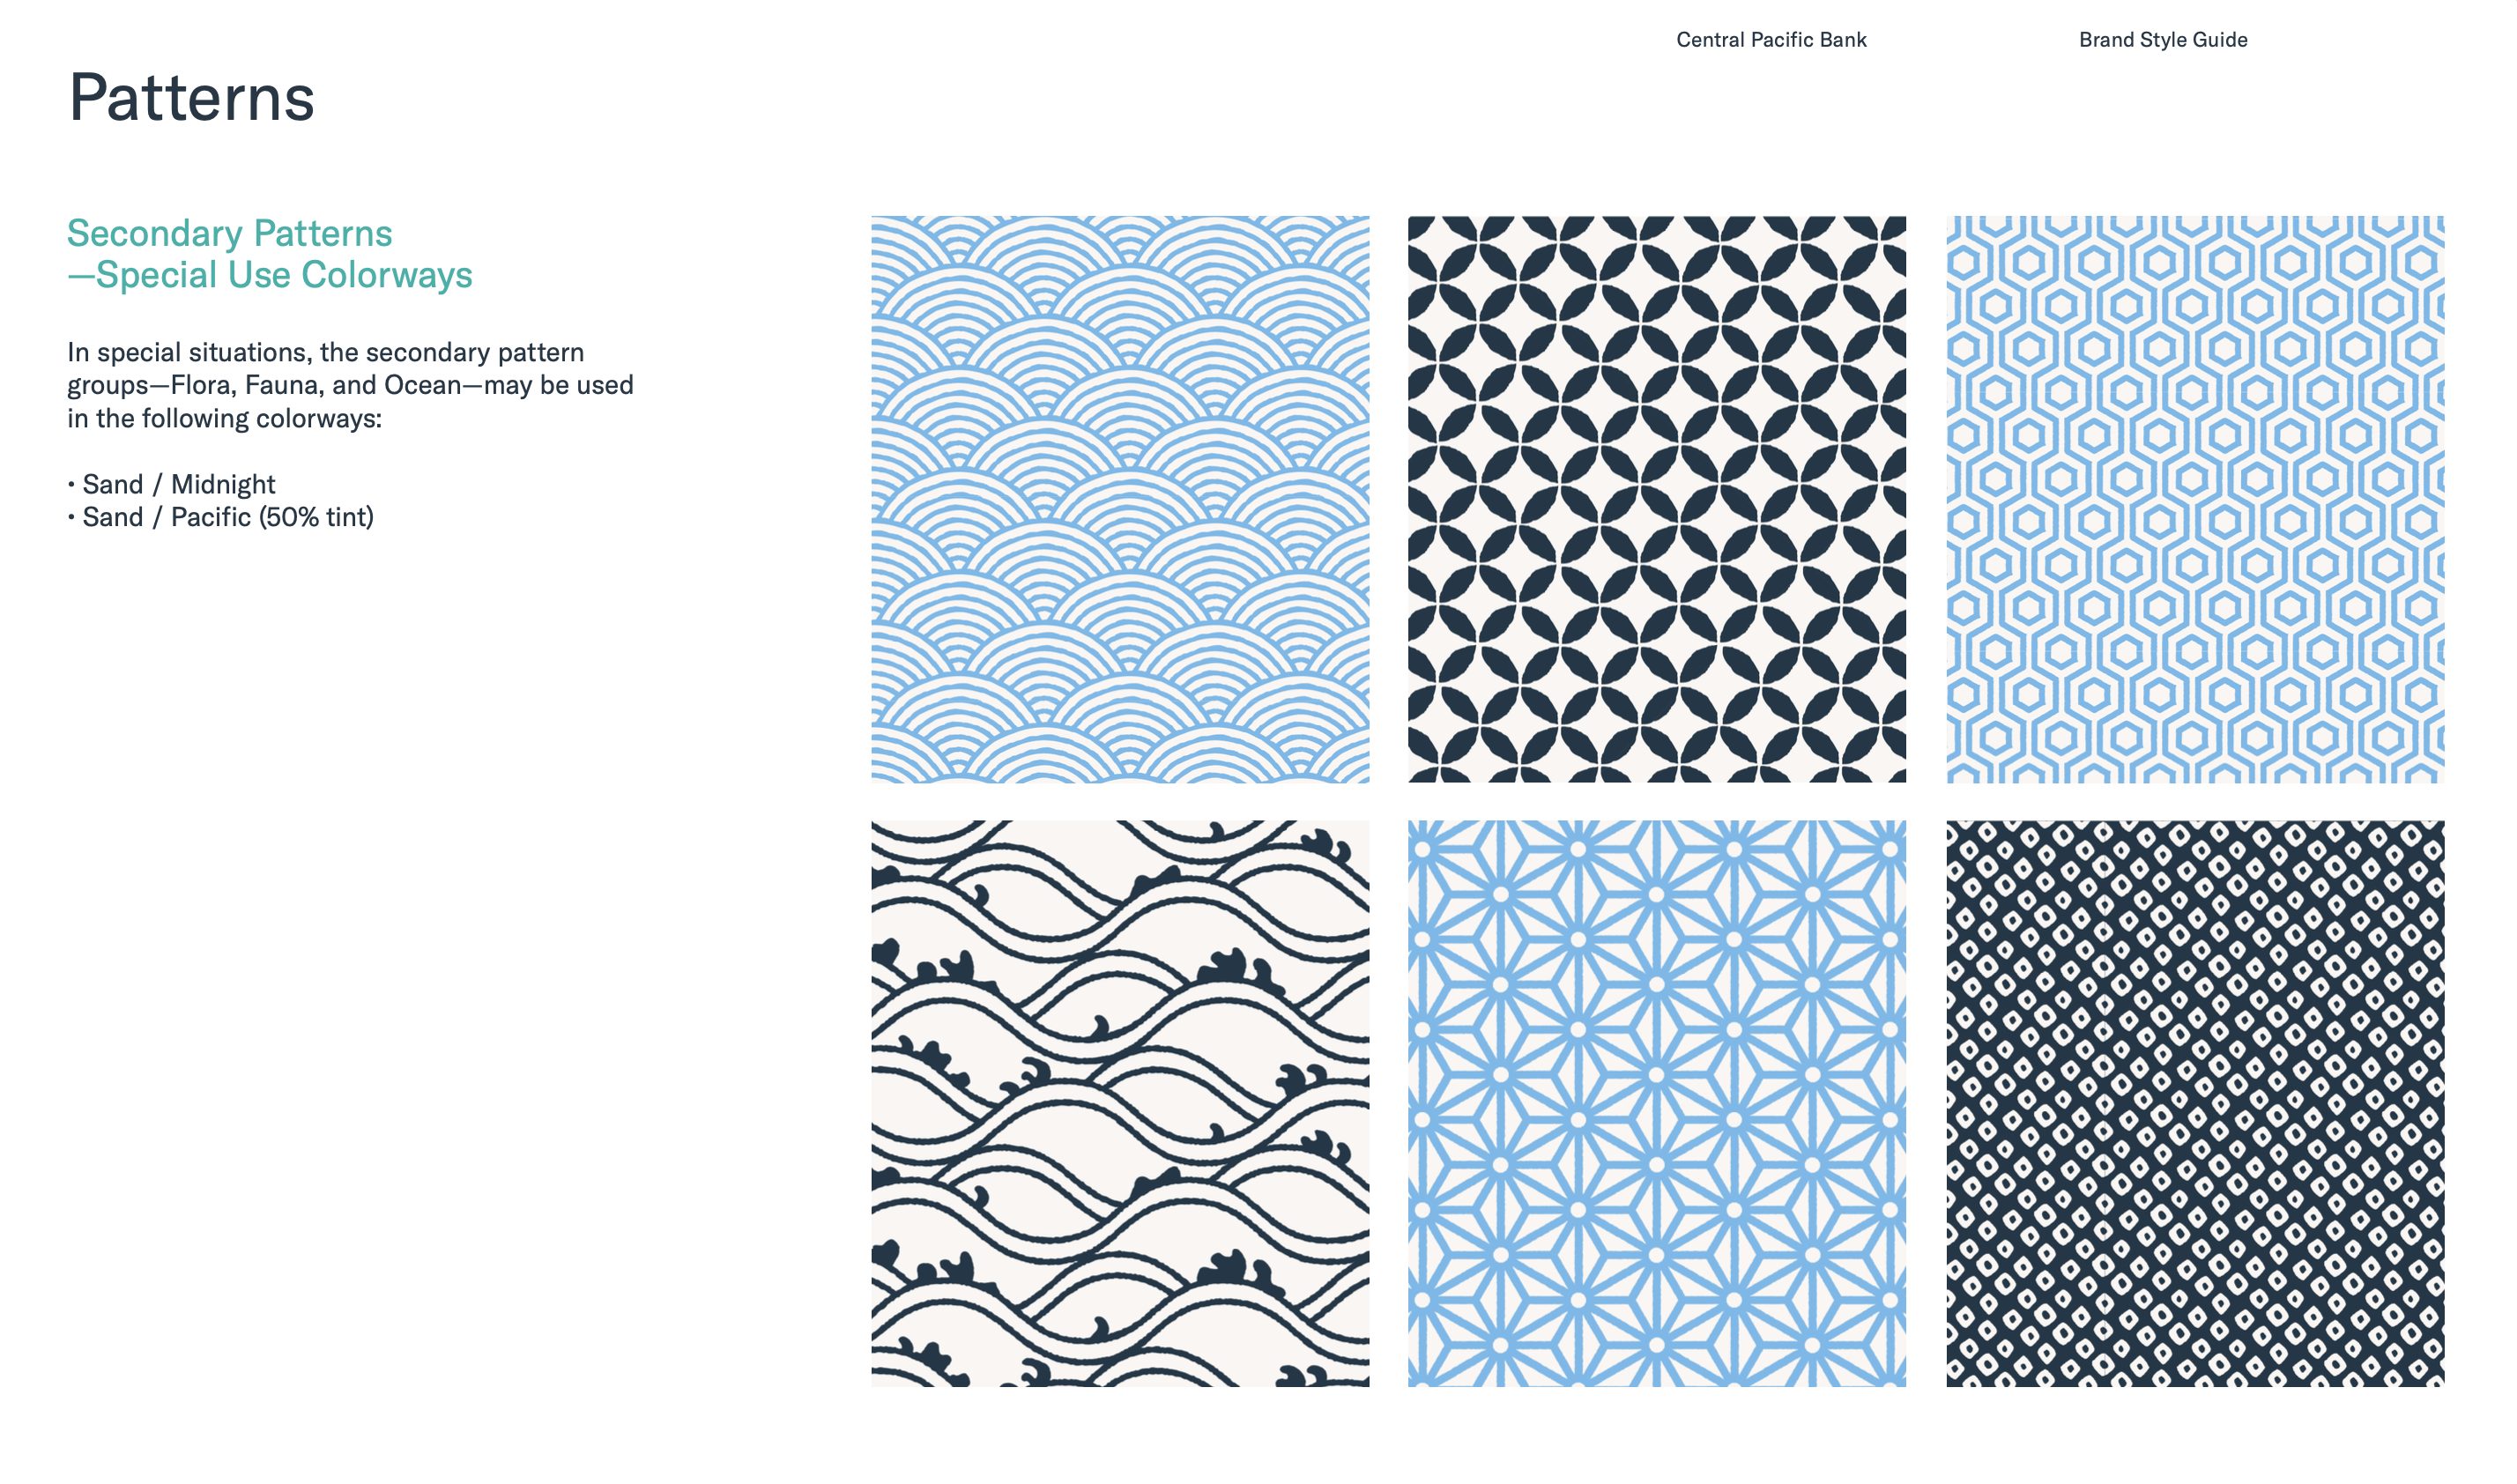 Central Pacific Bank
Brand Style Guide
Patterns
Secondary Patterns
—Special Use Colorways
In special situations, the secondary pattern
groups—Flora, Fauna, and Ocean—may be used
in the following colorways:
• Sand / Midnight
• Sand / Pacific (50% tint)